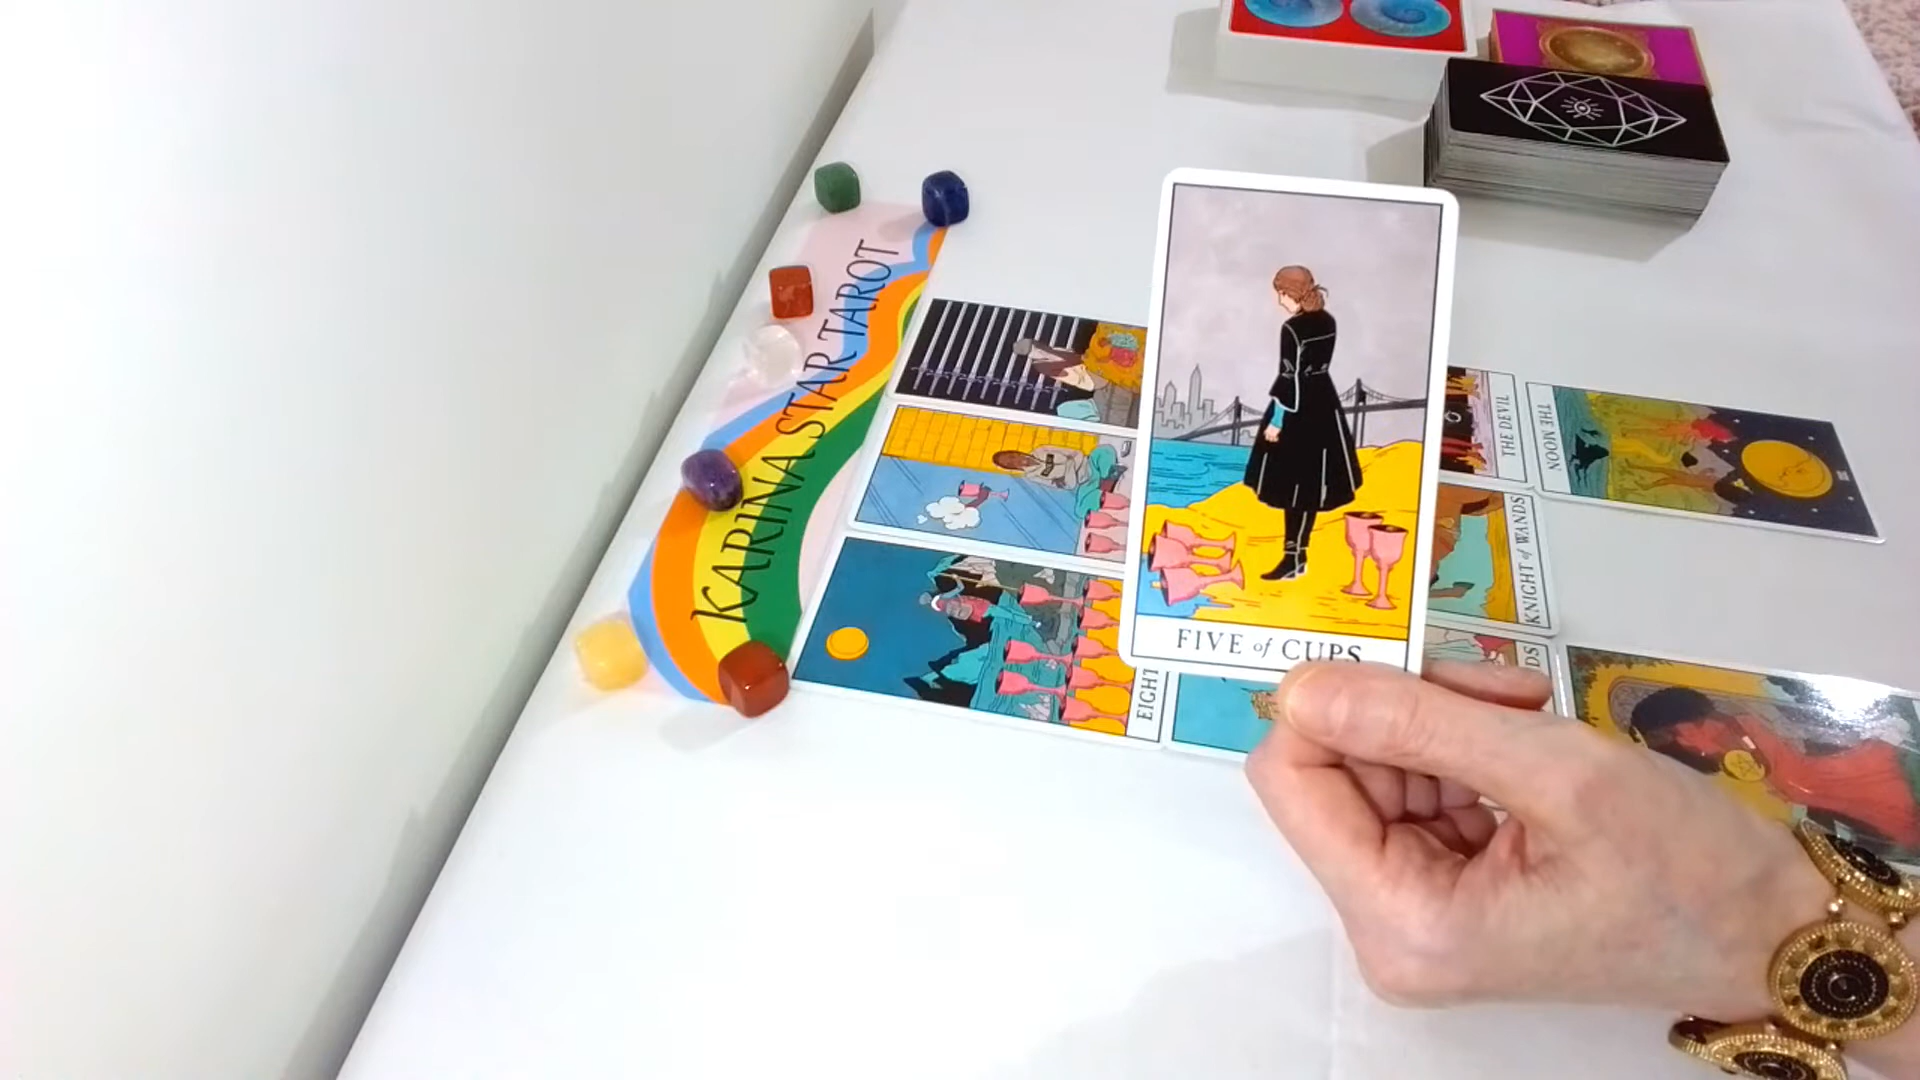 KARINA STAR TAROT
FIVE of CUPS
THE DEVIL
THE MOON
KNIGHT of WANDS
EIGHT